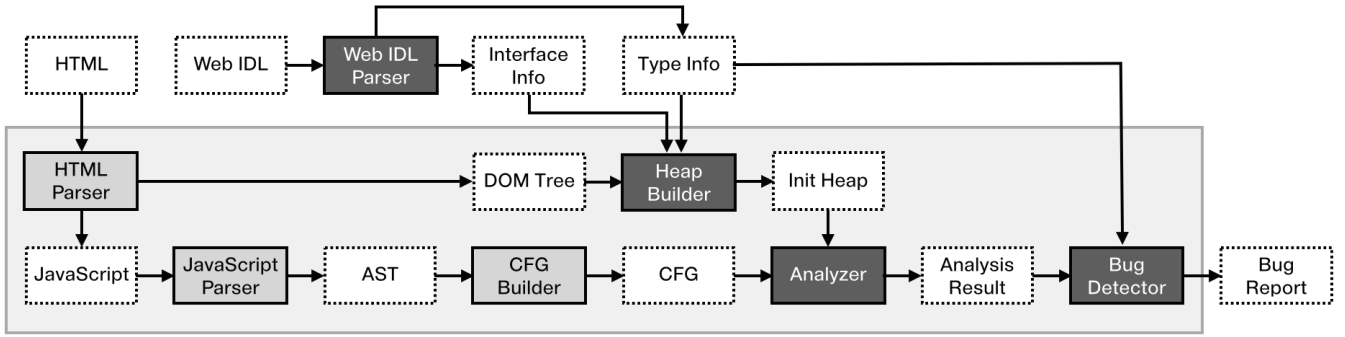 HTML
Web IDL
Web IDL
Parser
Interface
Info
Type Info
HTML
Parser
DOM Tree
Heap
Builder
Init Heap
JavaScript
JavaScript
Parser
AST
CFG
Builder
CFG
Analyzer
Analysis
Result
Bug
Detector
Bug
Report